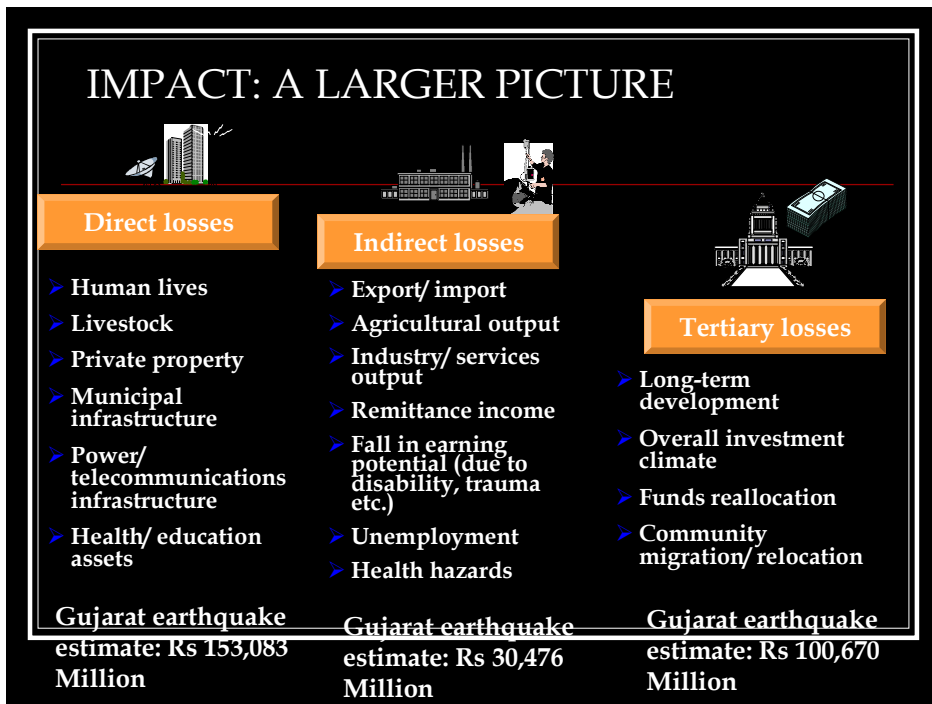 IMPACT: A LARGER PICTURE
Direct losses
Human lives
Livestock
Private property
Municipal
infrastructure
Power/
telecommunications
infrastructure
Health/ education
assets
Gujarat earthquake
estimate: Rs 153,083
Million
Indirect losses
Export/ import
Agricultural output
Industry/ services
output
Remittance income
Fall in earning
potential (due to
disability, trauma
etc.)
Unemployment
Health hazards
Gujarat earthquake
estimate: Rs 30,476
Million
Tertiary losses
Long-term
development
Overall investment
climate
Funds reallocation
Community
migration/ relocation
Gujarat earthquake
estimate: Rs 100,670
Million